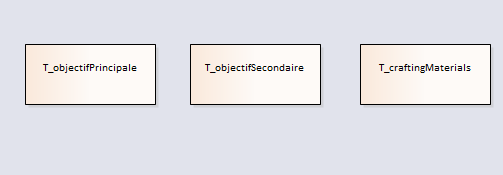 T_objectifPrincipale
T_objectifSecondaire
T_craftingMaterials